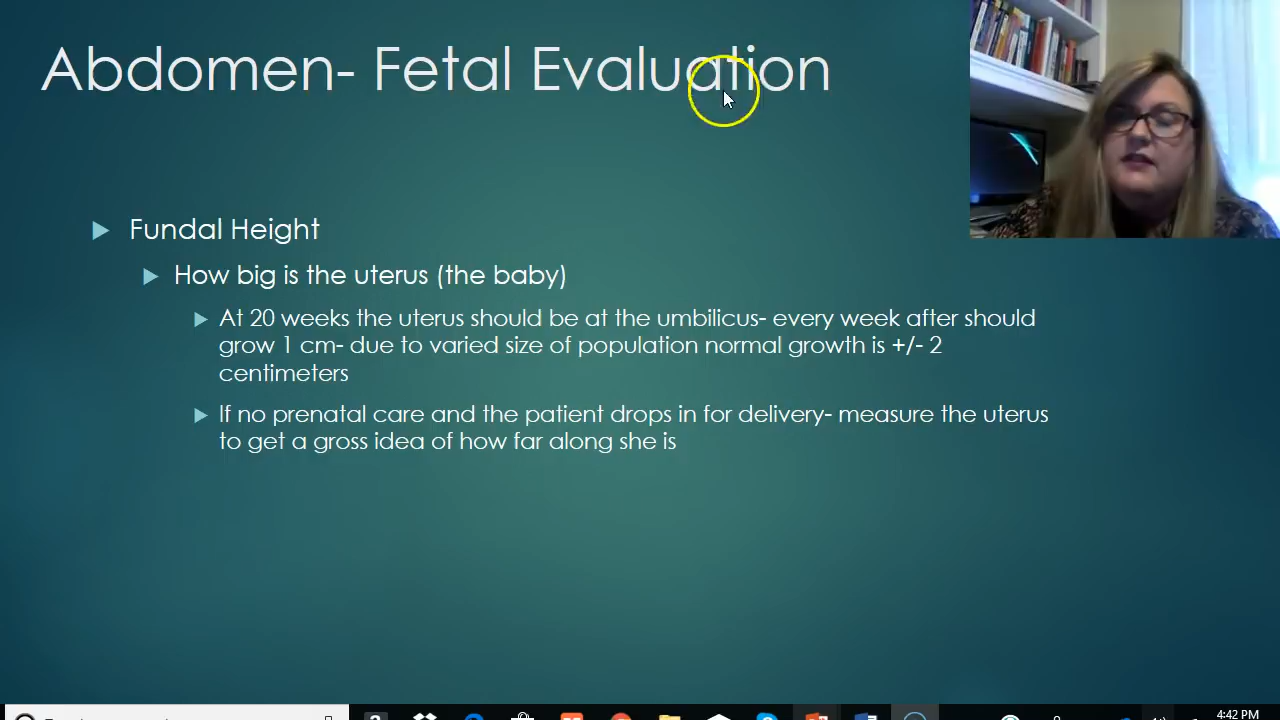 Abdomen- Fetal Evaluation
Fundal Height
How big is the uterus (the baby)
At 20 weeks the uterus should be at the umbilicus- every week after should
grow 1 cm- due to varied size of population normal growth is +/- 2
centimeters
If no prenatal care and the patient drops in for delivery- measure the uterus
to get a gross idea of how far along she is
4:42 PM